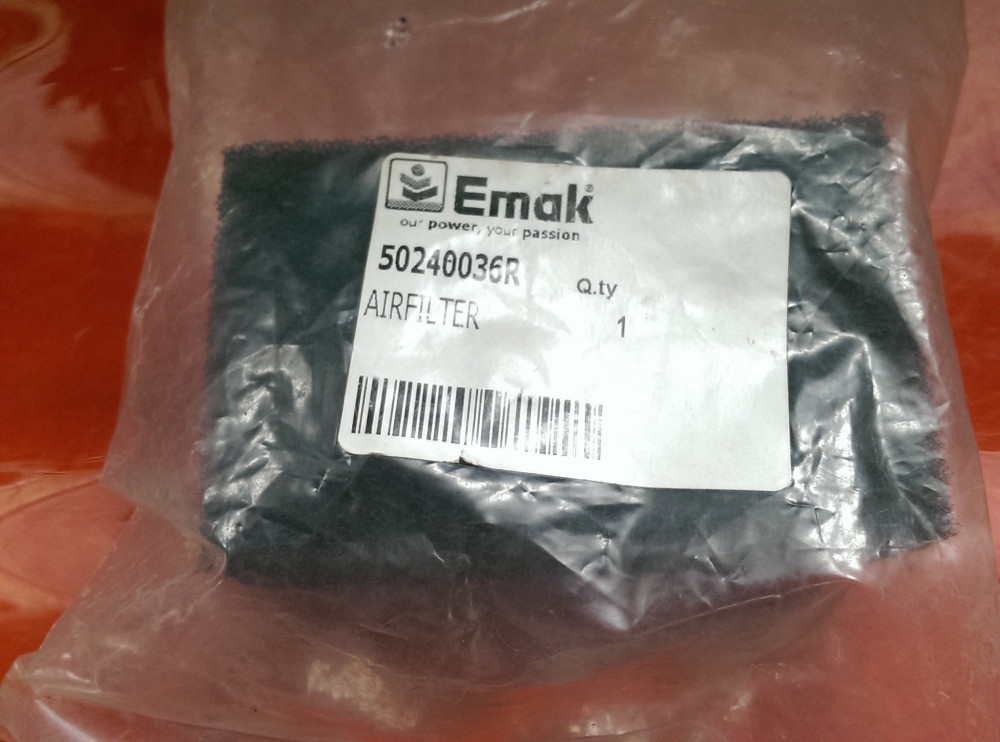 Emak®
our power, your passion
50240036R
Q.ty
AIRFILTER
1